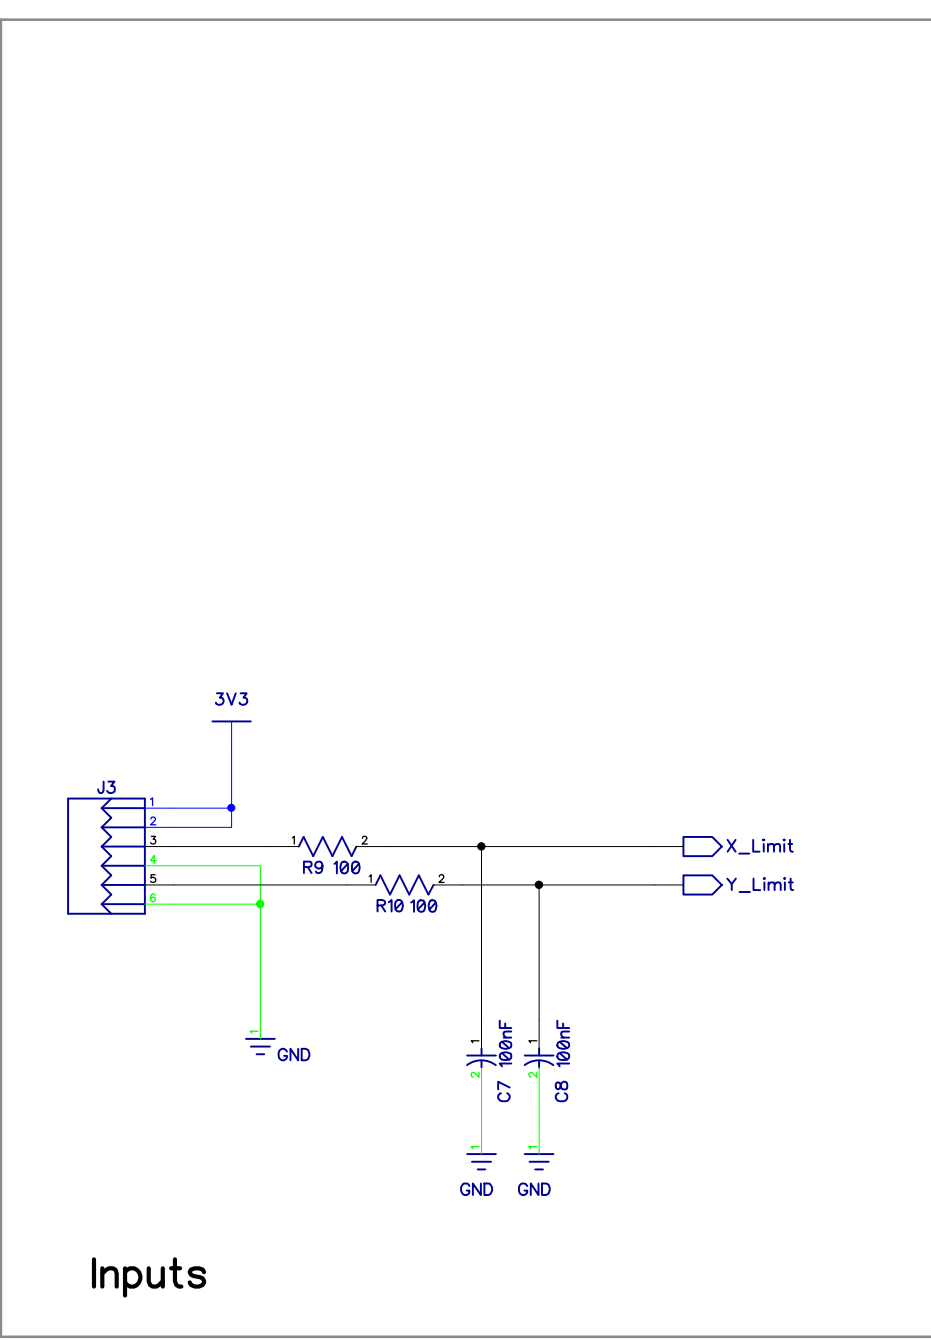 3V3
J3
1
2
3
4
5
6
1 2
R9 100
X_Limit
1 2
R10 100
Y_Limit
1
GND
1
2
C7 100nF
1
GND
1
2
C8 100nF
1
GND
Inputs